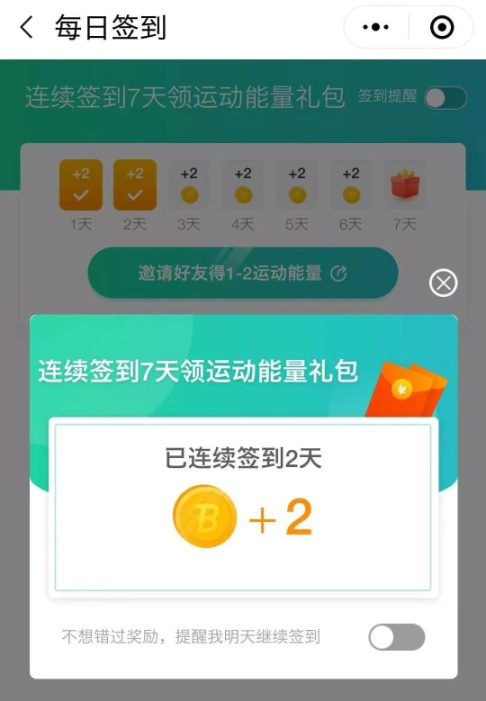 每日签到
连续签到7天领运动能量礼包 签到提醒
+2 +2 +2 +2 +2 +2
1天 2天 3天 4天 5天 6天 7天
邀请好友得1-2运动能量
连续签到7天领运动能量礼包
已连续签到2天
+2
不想错过奖励，提醒我明天继续签到